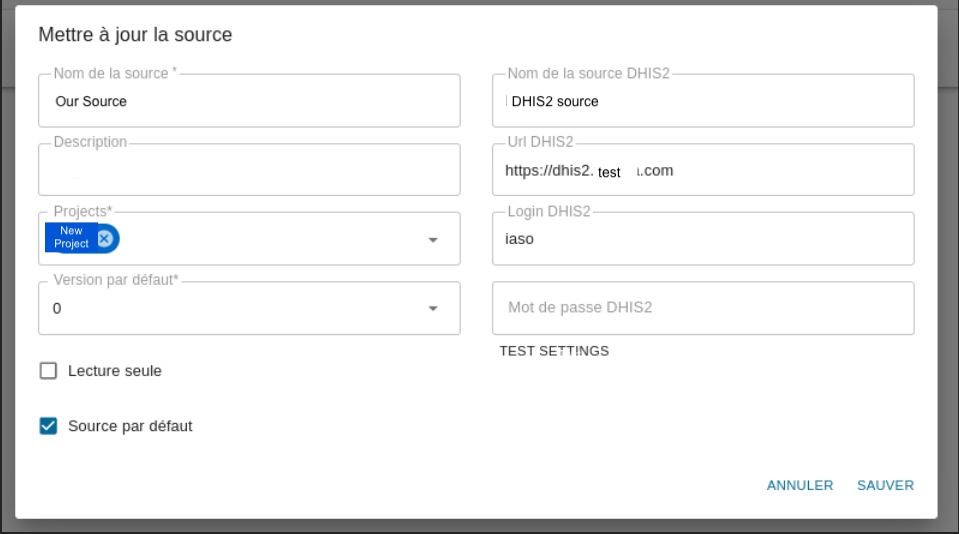 Mettre à jour la source
Nom de la source *
Our Source
Nom de la source DHIS2
DHIS2 source
Description
Url DHIS2
https://dhis2. test .com
Projects*
New
Project
Login DHIS2
iaso
Version par défaut*
0
Mot de passe DHIS2
TEST SETTINGS
Lecture seule
Source par défaut
ANNULER SAUVER